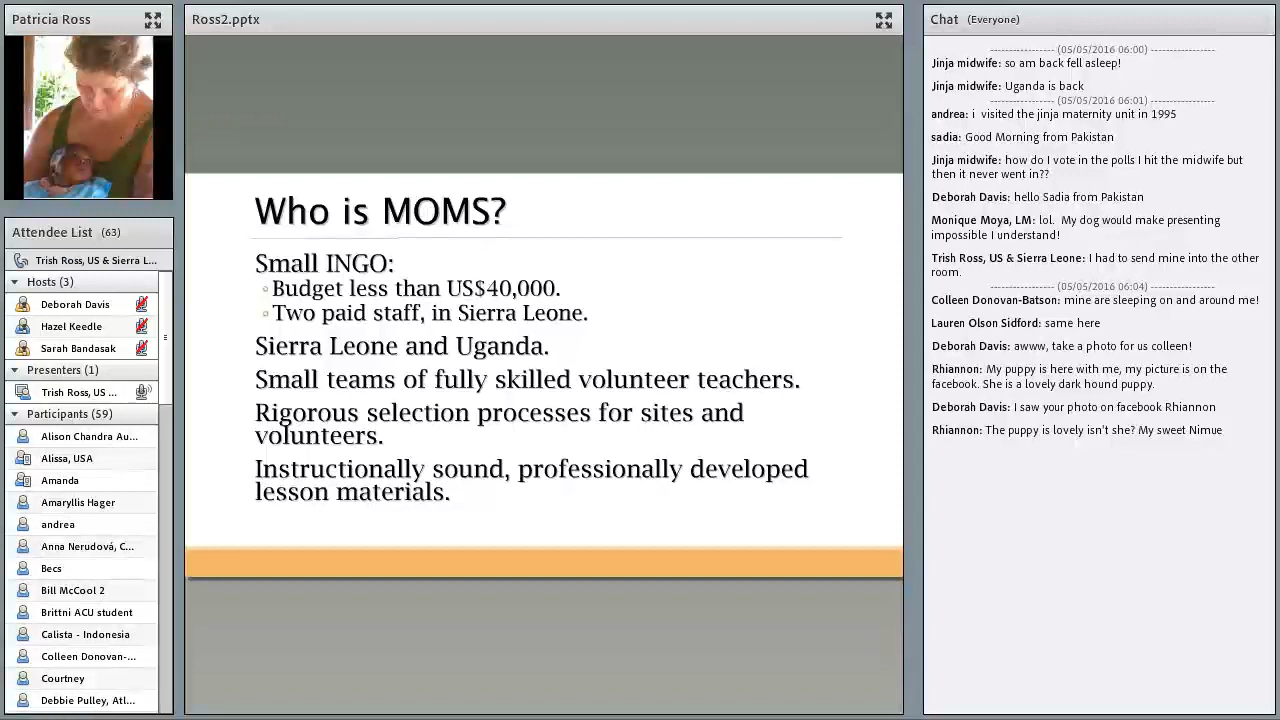 Patricia Ross
Attendee List (63)
Trish Ross, US & Sierra L...
Hosts (3)
Deborah Davis
Hazel Keedle
Sarah Bandasak
Presenters (1)
Trish Ross, US ...
Participants (59)
Alison Chandra Au...
Alissa, USA
Amanda
Amaryllis Hager
andrea
Anna Nerudová, C...
Becs
Bill McCool 2
Brittni ACU student
Calista - Indonesia
Colleen Donovan-...
Courtney
Debbie Pulley, Atl...
Ross2.pptx
Who is MOMS?
Small INGO:
Budget less than US$40,000.
Two paid staff, in Sierra Leone.
Sierra Leone and Uganda.
Small teams of fully skilled volunteer teachers.
Rigorous selection processes for sites and
volunteers.
Instructionally sound, professionally developed
lesson materials.
Chat (Everyone)
----------------- (05/05/2016 06:00) -----------------
Jinja midwife: so am back fell asleep!
Jinja midwife: Uganda is back
----------------- (05/05/2016 06:01) -----------------
andrea: i visited the jinja maternity unit in 1995
sadia: Good Morning from Pakistan
Jinja midwife: how do I vote in the polls I hit the midwife but
then it never went in??
Deborah Davis: hello Sadia from Pakistan
Monique Moya, LM: lol. My dog would make presenting
impossible I understand!
Trish Ross, US & Sierra Leone: I had to send mine into the other
room.
----------------- (05/05/2016 06:04) -----------------
Colleen Donovan-Batson: mine are sleeping on and around me!
Lauren Olson Sidford: same here
Deborah Davis: awww, take a photo for us colleen!
Rhiannon: My puppy is here with me, my picture is on the
facebook. She is a lovely dark hound puppy.
Deborah Davis: I saw your photo on facebook Rhiannon
Rhiannon: The puppy is lovely isn't she? My sweet Nimue